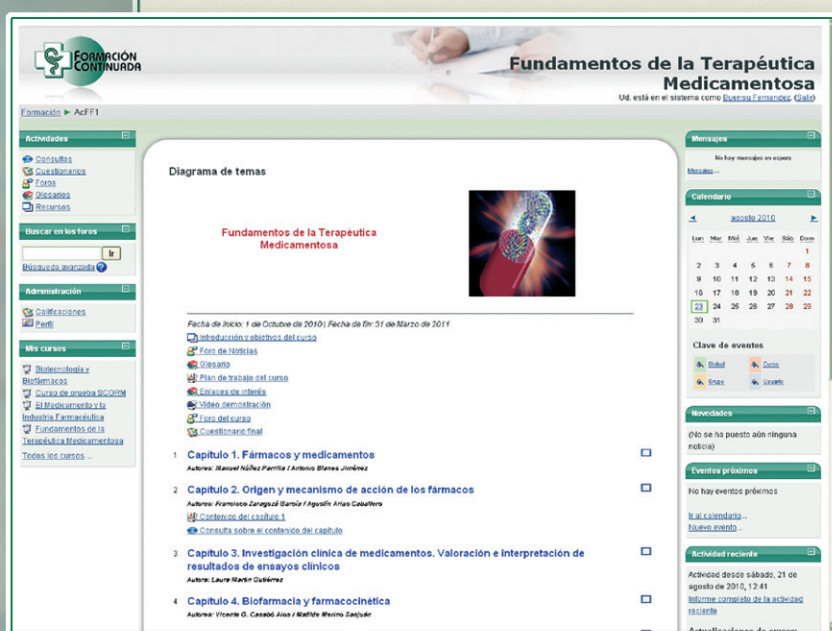 FORMACIÓN
CONTINUADA
Fundamentos de la Terapéutica
Medicamentosa
Ud. está en el sistema como Buensu Fernandez. (Salir)
Formación ► AcFF1
Actividades
Consultas
Cuestionarios
Foros
Glosarios
Recursos
Buscar en los foros
Ir
Búsqueda avanzada
Administración
Calificaciones
Perfil
Mis cursos
Biotecnología y
Biofármacos
Curso de prueba SCORM
El Medicamento y la
Industria Farmacéutica
Fundamentos de la
Terapéutica Medicamentosa
Todos los cursos ...
Diagrama de temas
Fundamentos de la Terapéutica
Medicamentosa
Fecha de Inicio: 1 de Octubre de 2010| Fecha de fin: 31 de Marzo de 2011
Introducción y objetivos del curso
Foro de Noticias
Glosario
Plan de trabajo del curso
Enlaces de interés
Video demostración
Foro del curso
Cuestionario final
1 Capítulo 1. Fármacos y medicamentos
Autores: Manuel Núñez Parrilla / Antonio Blanes Jiménez
2 Capítulo 2. Origen y mecanismo de acción de los fármacos
Autores: Francisco Zaragozá García / Agustín Arias Caballero
Contenido del capítulo 1
Consulta sobre el contenido del capítulo
3 Capítulo 3. Investigación clínica de medicamentos. Valoración e interpretación de
resultados de ensayos clínicos
Autora: Laura Martín Gutiérrez
4 Capítulo 4. Biofarmacia y farmacocinética
Autores: Vicente G. Casabó Alós / Matilde Merino Sanjuán
Mensajes
No hay mensajes en espera
Mensajes...
Calendario
◄ agosto 2010 ►
Lun Mar Mié Jue Vie Sáb Dom
1
2 3 4 5 6 7 8
9 10 11 12 13 14 15
16 17 18 19 20 21 22
23 24 25 26 27 28 29
30 31
Clave de eventos
Global Curso
Grupo Usuario
Novedades
(No se ha puesto aún ninguna
noticia)
Eventos próximos
No hay eventos próximos
Ir al calendario...
Nuevo evento...
Actividad reciente
Actividad desde sábado, 21 de
agosto de 2010, 12:41
Informe completo de la actividad
reciente